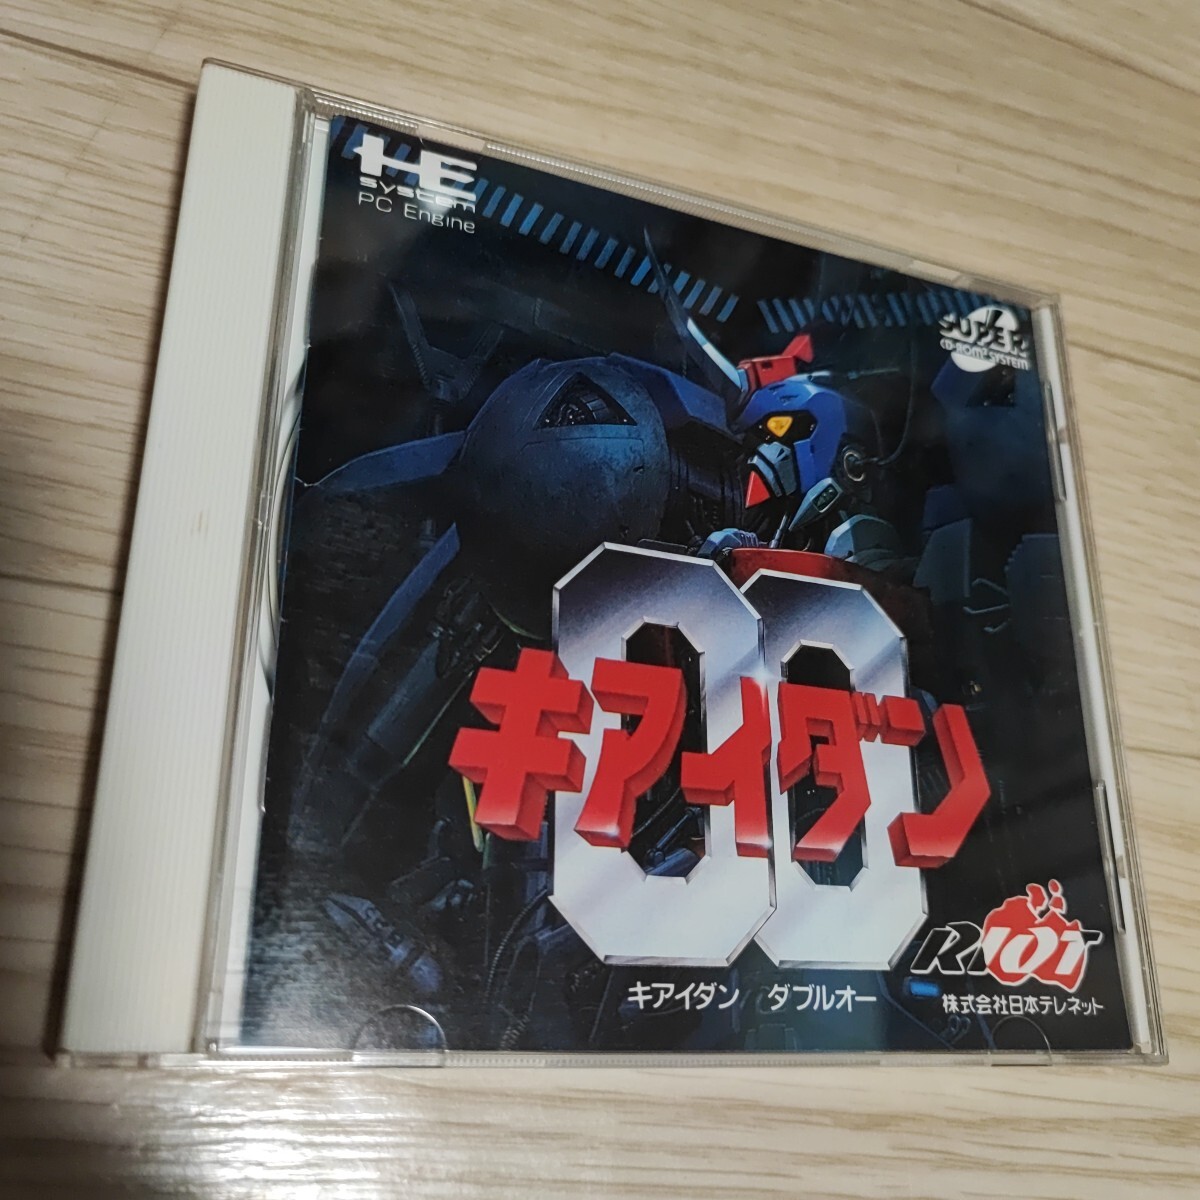 HE
system
PC Engine
SUPER
CD-ROM² SYSTEM
00
キアイダン
RIOT
キアイダン ダブルオー
株式会社日本テレネット